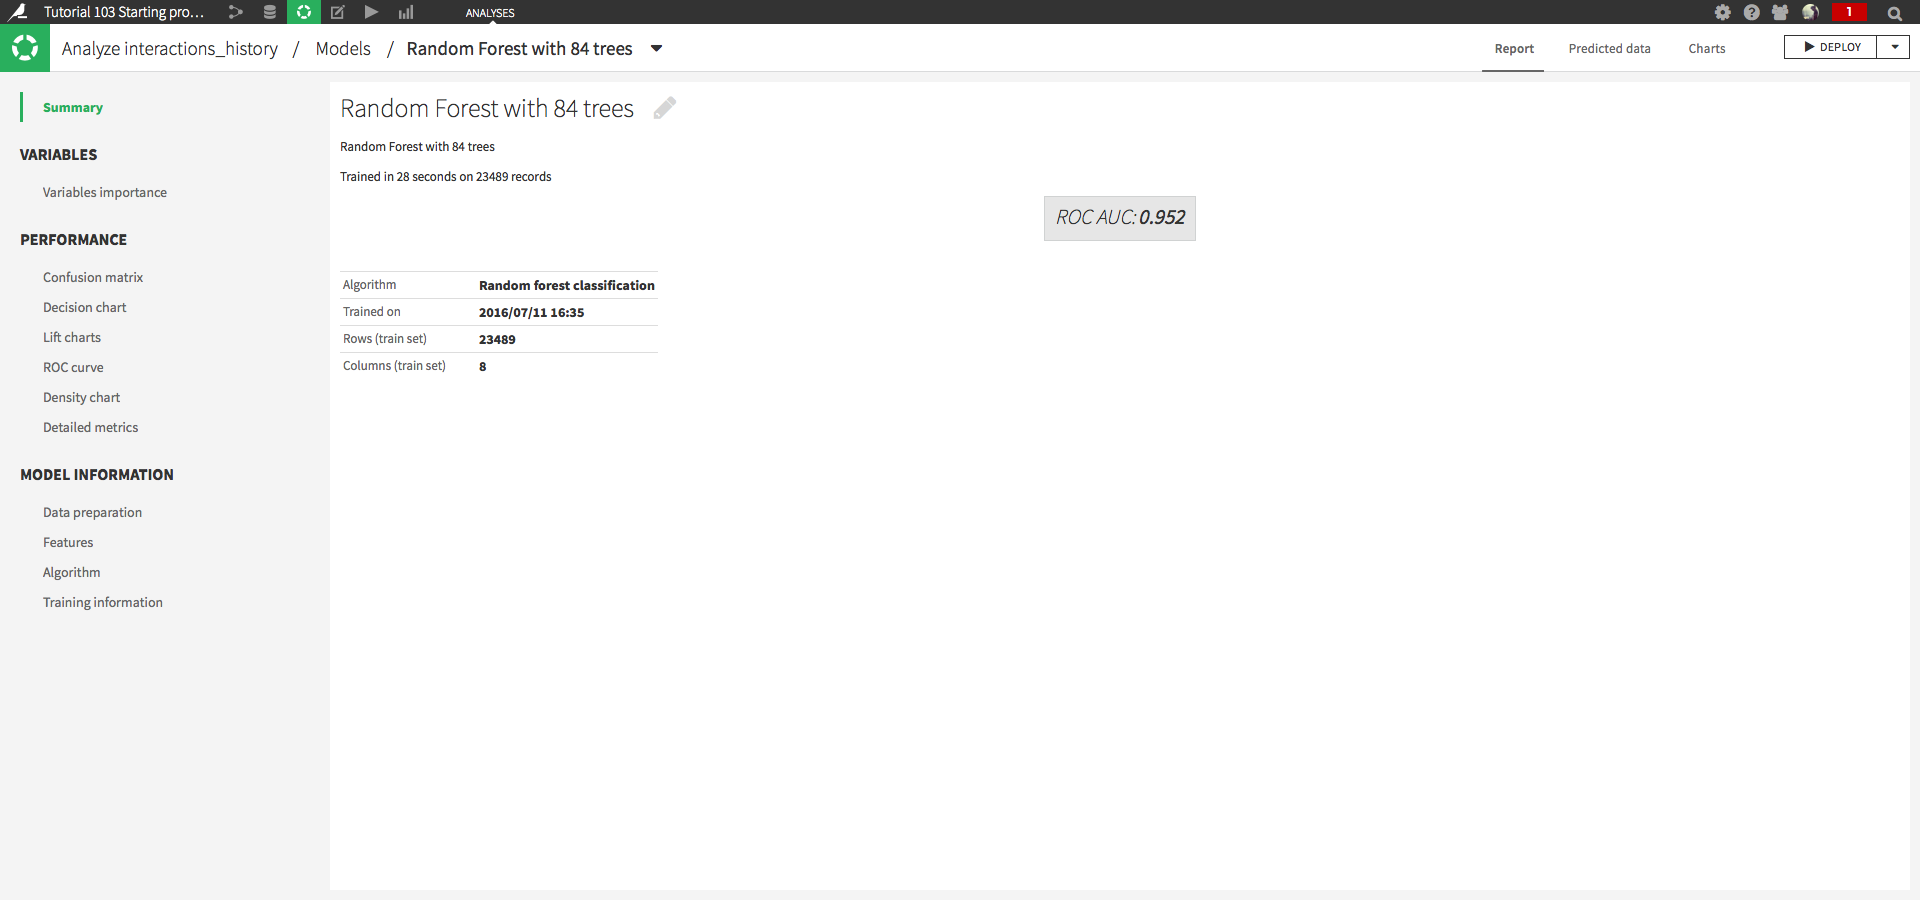 Tutorial 103 Starting pro...
ANALYSES
1
Analyze interactions_history / Models / Random Forest with 84 trees
Report
Predicted data
Charts
DEPLOY
Summary
VARIABLES
Variables importance
PERFORMANCE
Confusion matrix
Decision chart
Lift charts
ROC curve
Density chart
Detailed metrics
MODEL INFORMATION
Data preparation
Features
Algorithm
Training information
Random Forest with 84 trees
Random Forest with 84 trees
Trained in 28 seconds on 23489 records
ROC AUC: 0.952
Algorithm Random forest classification
Trained on 2016/07/11 16:35
Rows (train set) 23489
Columns (train set) 8